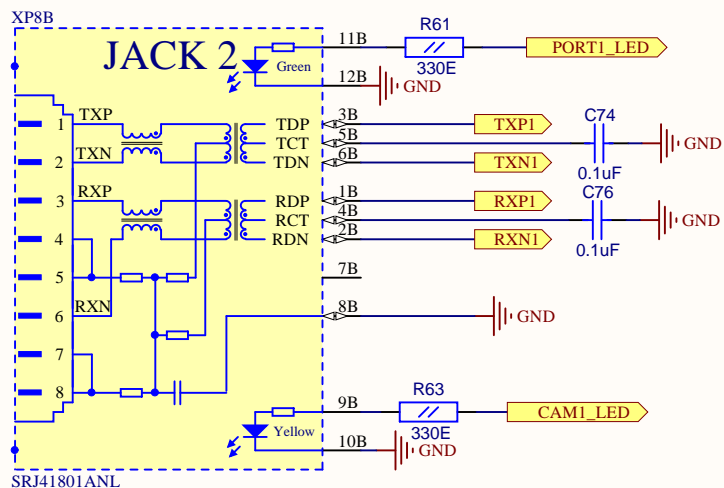 XP8B
JACK 2
Green
11B
R61
330E
PORT1_LED
12B
GND
1
TXP
TDP
3B
TXP1
C74
0.1uF
GND
TCT
5B
2
TXN
TDN
6B
TXN1
3
RXP
RDP
1B
RXP1
C76
0.1uF
GND
RCT
4B
4
RDN
2B
RXN1
5
7B
6
RXN
8B
GND
7
8
Yellow
9B
R63
330E
CAM1_LED
10B
GND
SRJ41801ANL